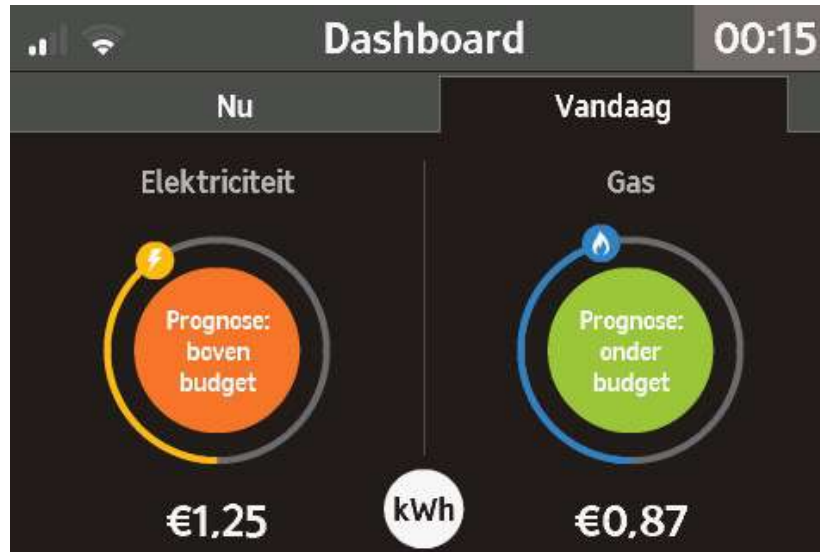 Dashboard
00:15
Nu
Vandaag
Elektriciteit
Gas
Prognose:
boven
budget
Prognose:
onder
budget
€1,25
kWh
€0,87